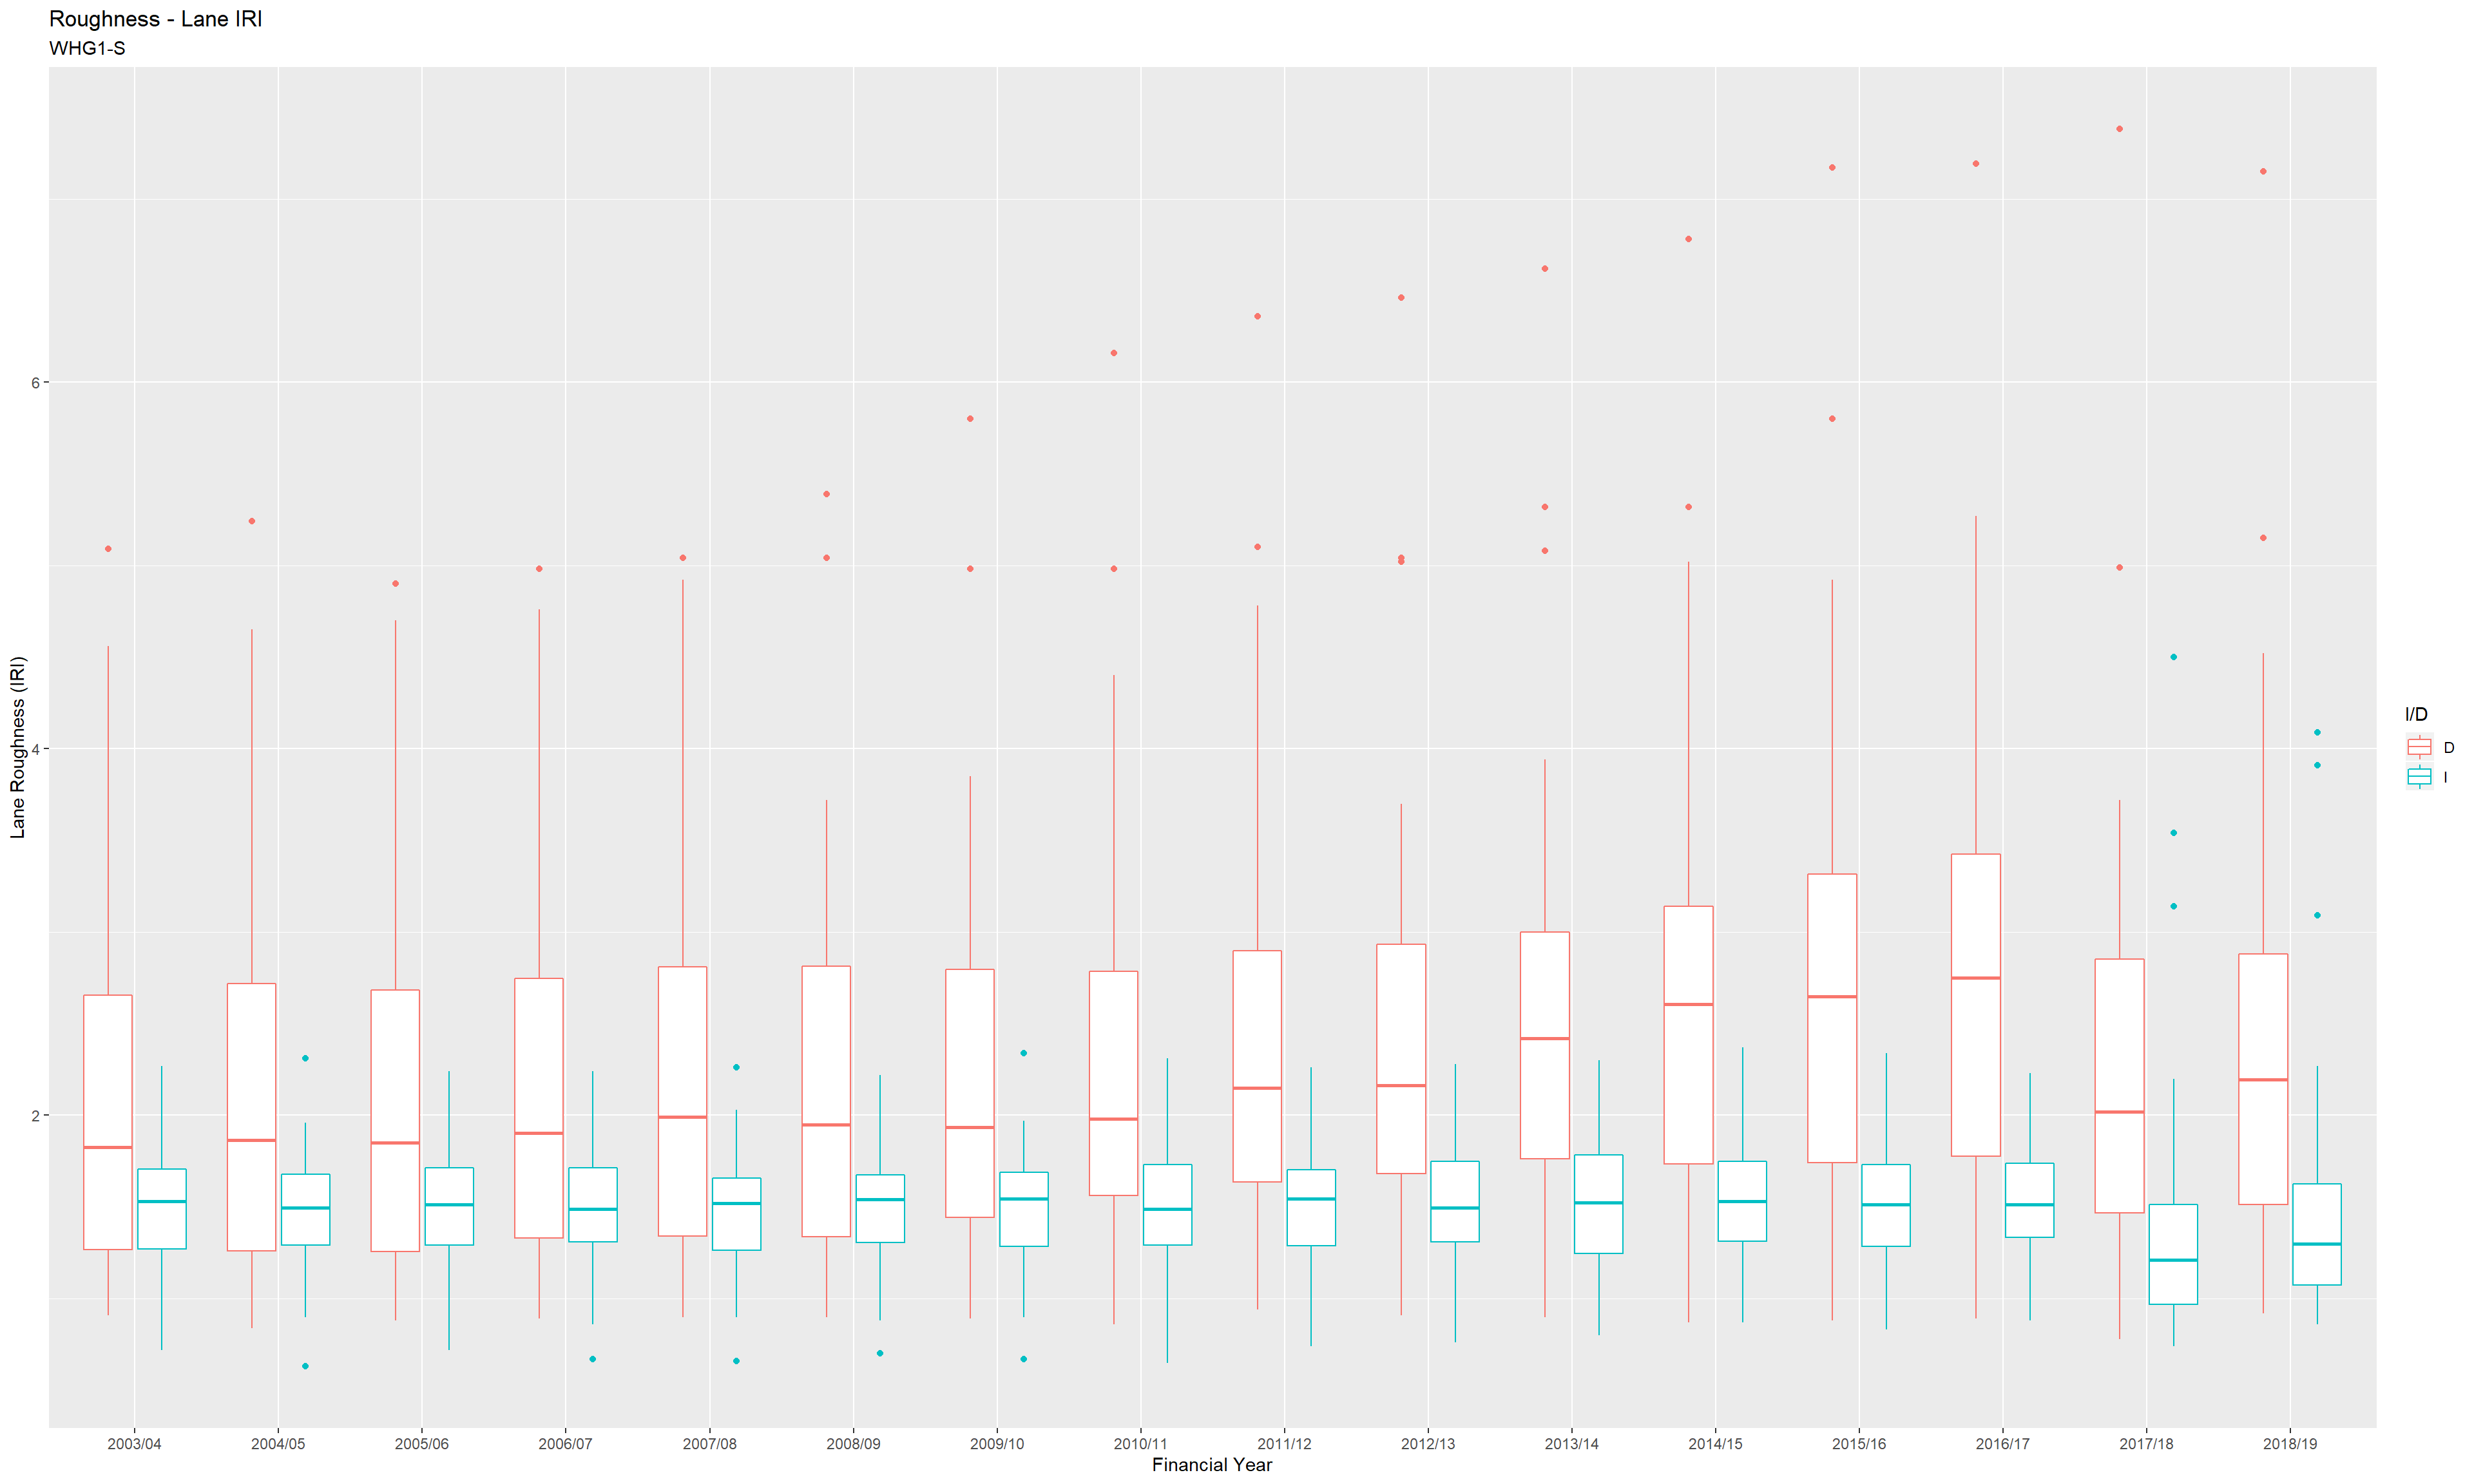 Roughness - Lane IRI
WHG1-S
Lane Roughness (IRI)
6
4
2
2003/04 2004/05 2005/06 2006/07 2007/08 2008/09 2009/10 2010/11 2011/12 2012/13 2013/14 2014/15 2015/16 2016/17 2017/18 2018/19
Financial Year
I/D
D
I